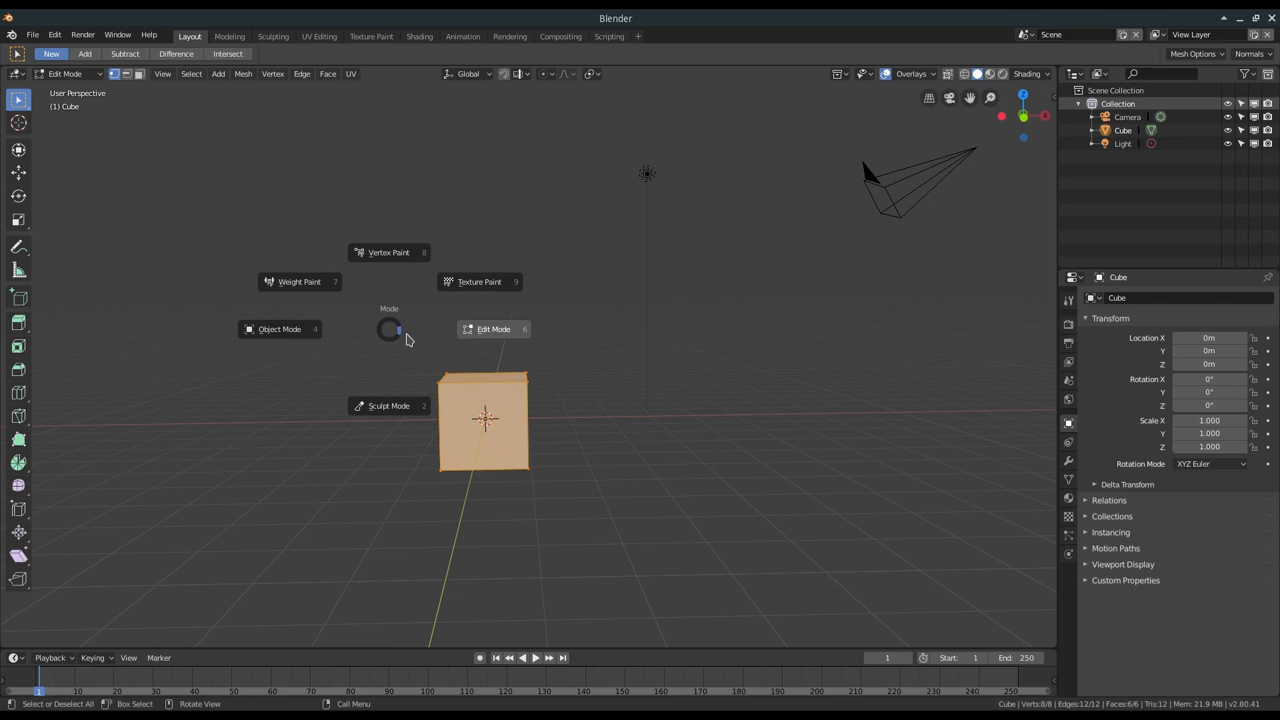 Blender
File Edit Render Window Help Layout Modeling Sculpting UV Editing Texture Paint Shading Animation Rendering Compositing Scripting + Scene View Layer
New Add Subtract Difference Intersect Mesh Options Normals
Edit Mode View Select Add Mesh Vertex Edge Face UV Global Overlays Shading
User Perspective
(1) Cube
Z
X
Scene Collection
Collection
Camera
Cube
Light
Vertex Paint 8
Weight Paint 7
Texture Paint 9
Mode
Object Mode 4
Edit Mode 6
Sculpt Mode 2
Cube
Cube
Transform
Location X 0m
Y 0m
Z 0m
Rotation X 0°
Y 0°
Z 0°
Scale X 1.000
Y 1.000
Z 1.000
Rotation Mode XYZ Euler
Delta Transform
Relations
Collections
Instancing
Motion Paths
Viewport Display
Custom Properties
Playback Keying View Marker 1 Start: 1 End: 250
1 10 20 30 40 50 60 70 80 90 100 110 120 130 140 150 160 170 180 190 200 210 220 230 240 250
Select or Deselect All Box Select Rotate View Call Menu Cube | Verts:8/8 | Edges:12/12 | Faces:6/6 | Tris:12 | Mem: 21.9 MB | v2.80.41